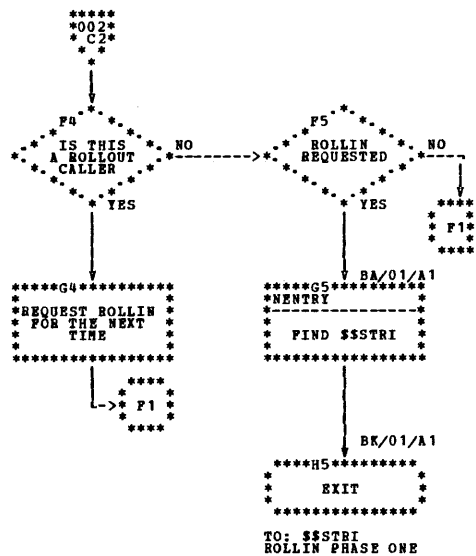 002
C2
F4
IS THIS
A ROLLOUT
CALLER
NO
YES
F5
ROLLIN
REQUESTED
NO
YES
F1
G4
REQUEST ROLLIN
FOR THE NEXT
TIME
F1
BA/01/A1
G5
NENTRY
FIND $$STRI
BK/01/A1
H5
EXIT
TO: $$STRI
ROLLIN PHASE ONE